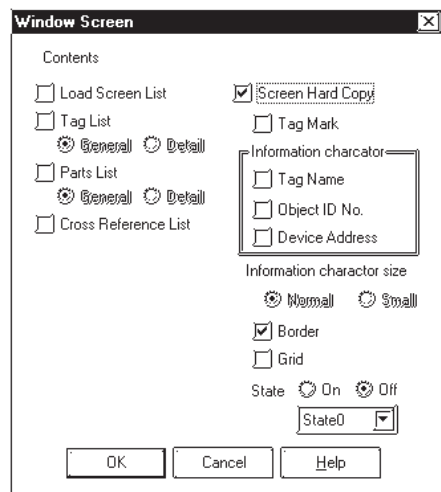 Window Screen
Contents
Load Screen List
Tag List
General Detail
Parts List
General Detail
Cross Reference List
Screen Hard Copy
Tag Mark
Information charcator
Tag Name
Object ID No.
Device Address
Information charactor size
Normal Small
Border
Grid
State On Off
State0
OK Cancel Help